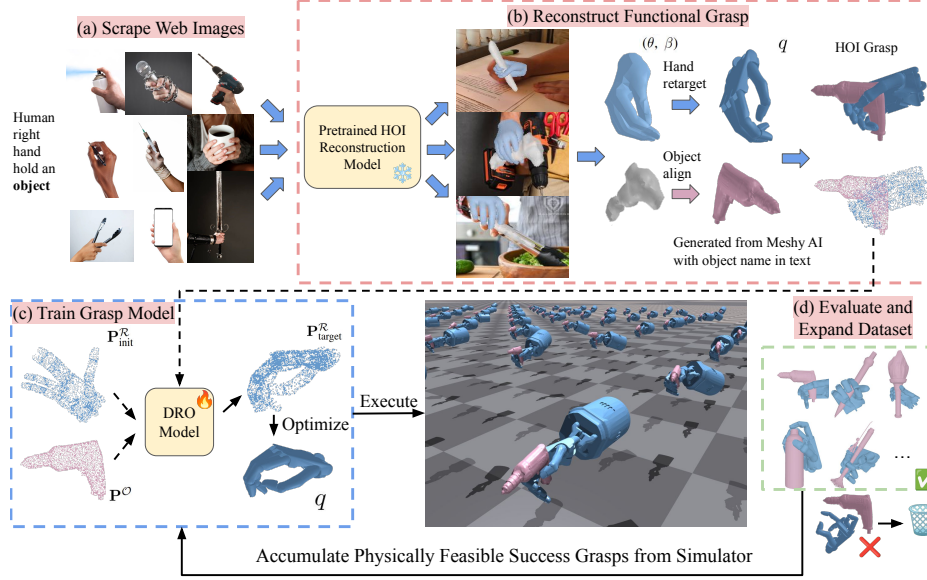 (a) Scrape Web Images
Human
right
hand
hold an
object
(b) Reconstruct Functional Grasp
Pretrained HOI
Reconstruction
Model
(θ, β)
Hand
retarget
q
HOI Grasp
Object
align
Generated from Meshy AI
with object name in text
(c) Train Grasp Model
P^R_init
P^O
DRO
Model
P^R_target
Optimize
q
Execute
(d) Evaluate and
Expand Dataset
...
Accumulate Physically Feasible Success Grasps from Simulator